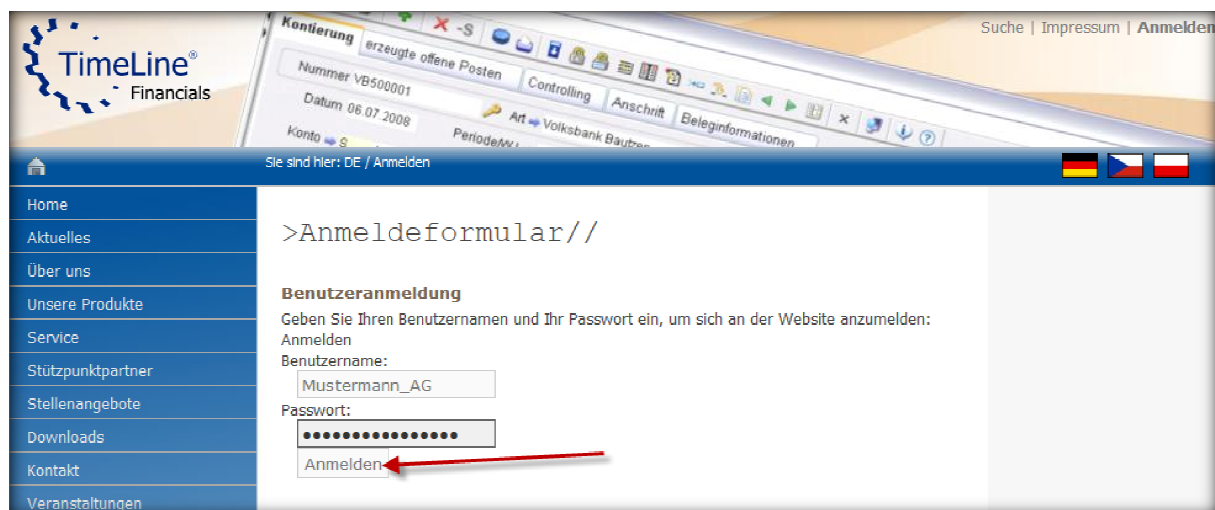 TimeLine®
Financials
Kontierung
erzeugte offene Posten
Controlling
Anschrift
Beleginformationen
-S
Nummer VB500001
Datum 06.07.2008
Art Volksbank
Konto S
Suche | Impressum | Anmelden
Sie sind hier: DE / Anmelden
Home
Aktuelles
Über uns
Unsere Produkte
Service
Stützpunktpartner
Stellenangebote
Downloads
Kontakt
Veranstaltungen
>Anmeldeformular//
Benutzeranmeldung
Geben Sie Ihren Benutzernamen und Ihr Passwort ein, um sich an der Website anzumelden:
Anmelden
Benutzername:
Mustermann_AG
Passwort:
••••••••••••••••
Anmelden